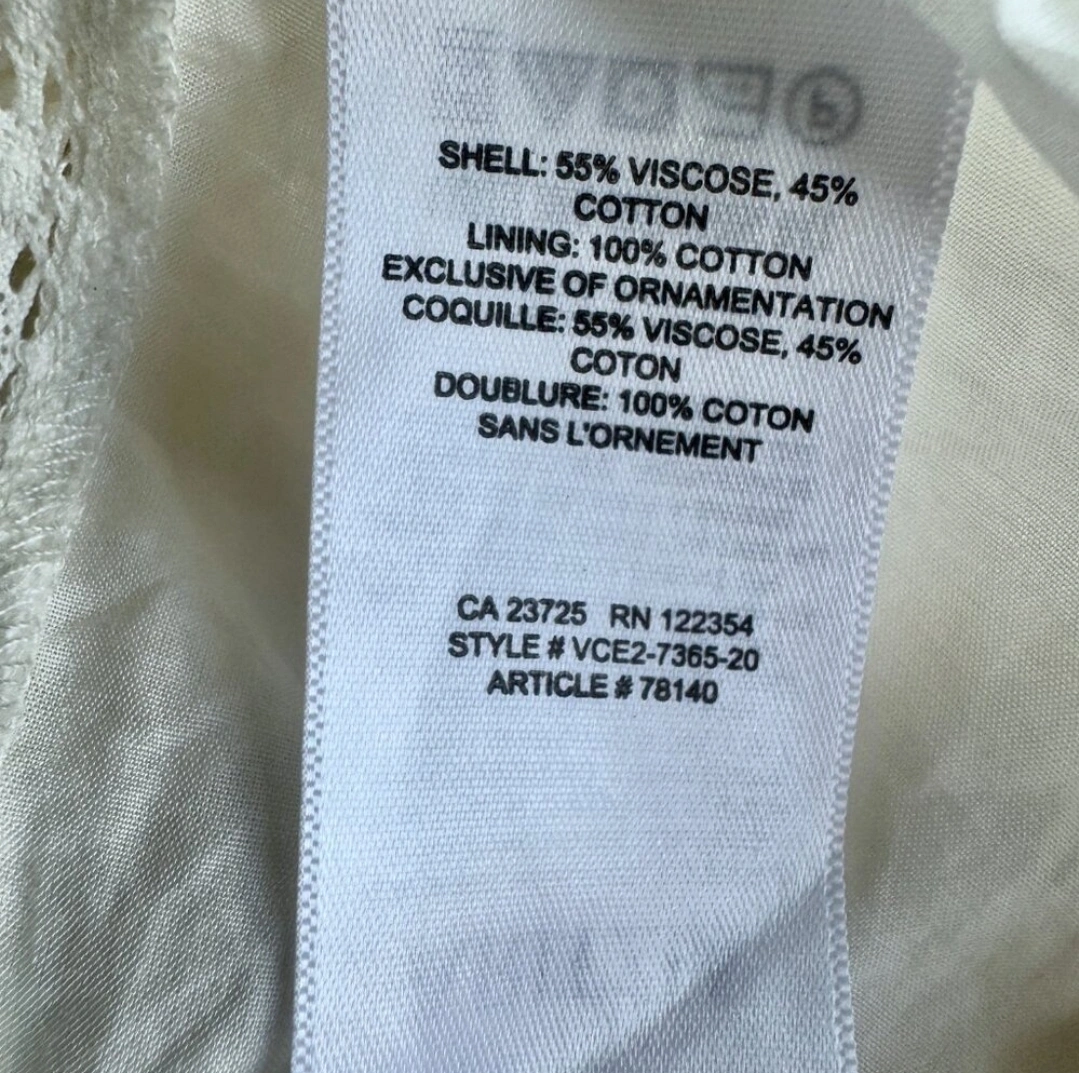 SHELL: 55% VISCOSE, 45%
COTTON
LINING: 100% COTTON
EXCLUSIVE OF ORNAMENTATION
COQUILLE: 55% VISCOSE, 45%
COTON
DOUBLURE: 100% COTON
SANS L'ORNEMENT
CA 23725 RN 122354
STYLE # VCE2-7365-20
ARTICLE # 78140